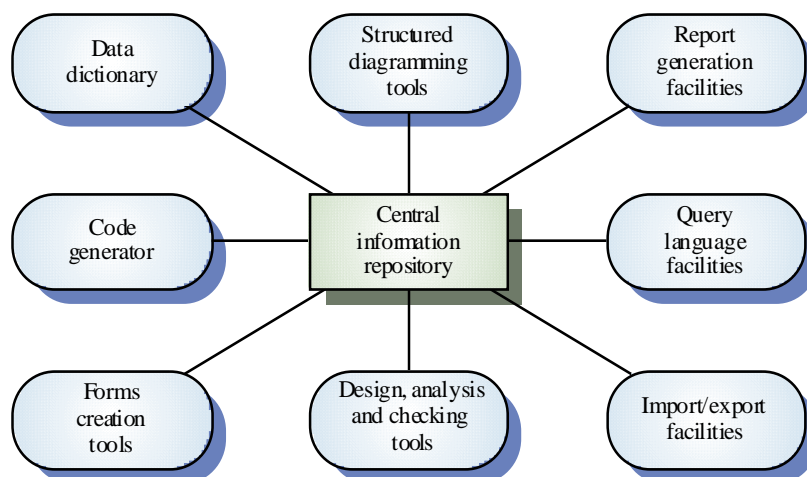 Data
dictionary
Structured
diagramming
tools
Report
generation
facilities
Code
generator
Central
information
repository
Query
language
facilities
Forms
creation
tools
Design, analysis
and checking
tools
Import/export
facilities